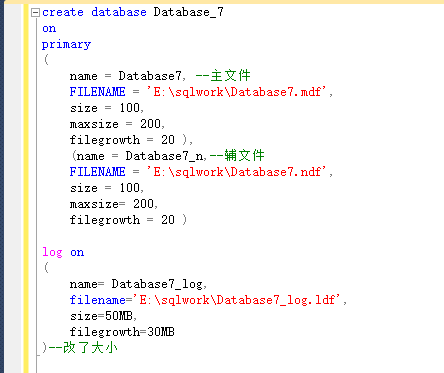 create database Database_7
on
primary
(
name = Database7, --主文件
FILENAME = 'E:\sqlwork\Database7.mdf',
size = 100,
maxsize = 200,
filegrowth = 20 ),
(name = Database7_n,--辅文件
FILENAME = 'E:\sqlwork\Database7.ndf',
size = 100,
maxsize= 200,
filegrowth = 20 )
log on
(
name= Database7_log,
filename='E:\sqlwork\Database7_log.ldf',
size=50MB,
filegrowth=30MB
)--改了大小